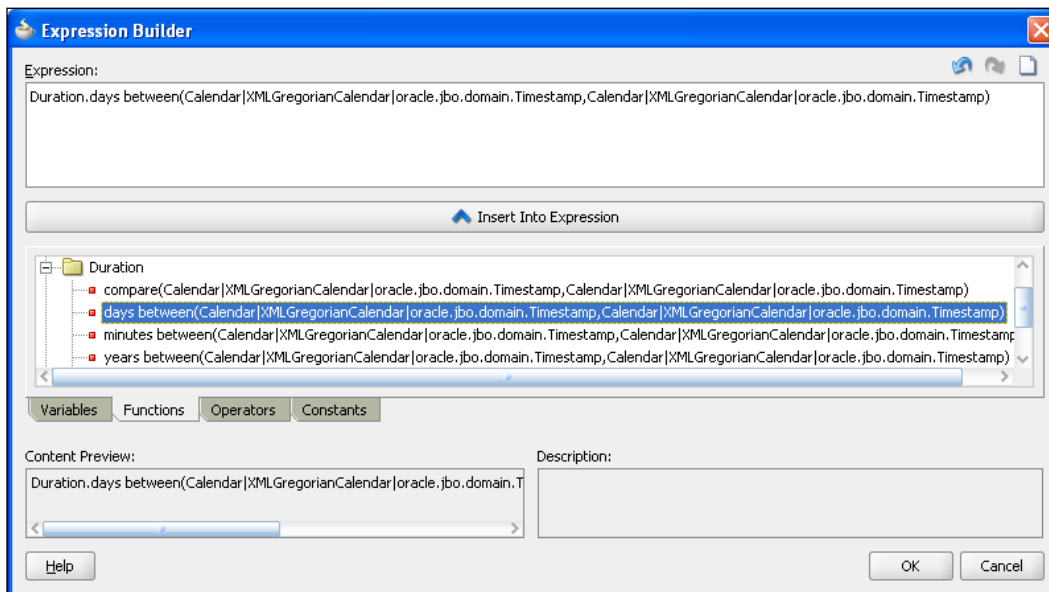 Expression Builder
Expression:
Duration.days between(Calendar|XMLGregorianCalendar|oracle.jbo.domain.Timestamp,Calendar|XMLGregorianCalendar|oracle.jbo.domain.Timestamp)
Insert Into Expression
Duration
compare(Calendar|XMLGregorianCalendar|oracle.jbo.domain.Timestamp,Calendar|XMLGregorianCalendar|oracle.jbo.domain.Timestamp)
days between(Calendar|XMLGregorianCalendar|oracle.jbo.domain.Timestamp,Calendar|XMLGregorianCalendar|oracle.jbo.domain.Timestamp)
minutes between(Calendar|XMLGregorianCalendar|oracle.jbo.domain.Timestamp,Calendar|XMLGregorianCalendar|oracle.jbo.domain.Timestamp
years between(Calendar|XMLGregorianCalendar|oracle.jbo.domain.Timestamp,Calendar|XMLGregorianCalendar|oracle.jbo.domain.Timestamp)
Variables Functions Operators Constants
Content Preview: Description:
Duration.days between(Calendar|XMLGregorianCalendar|oracle.jbo.domain.T
Help OK Cancel